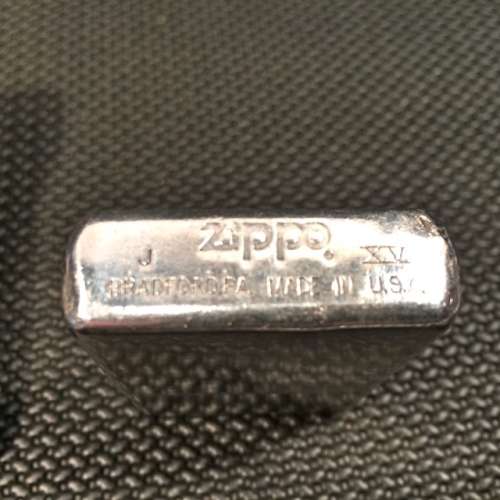 J zippo XV
BRADFORD, PA. MADE IN U.S.A.